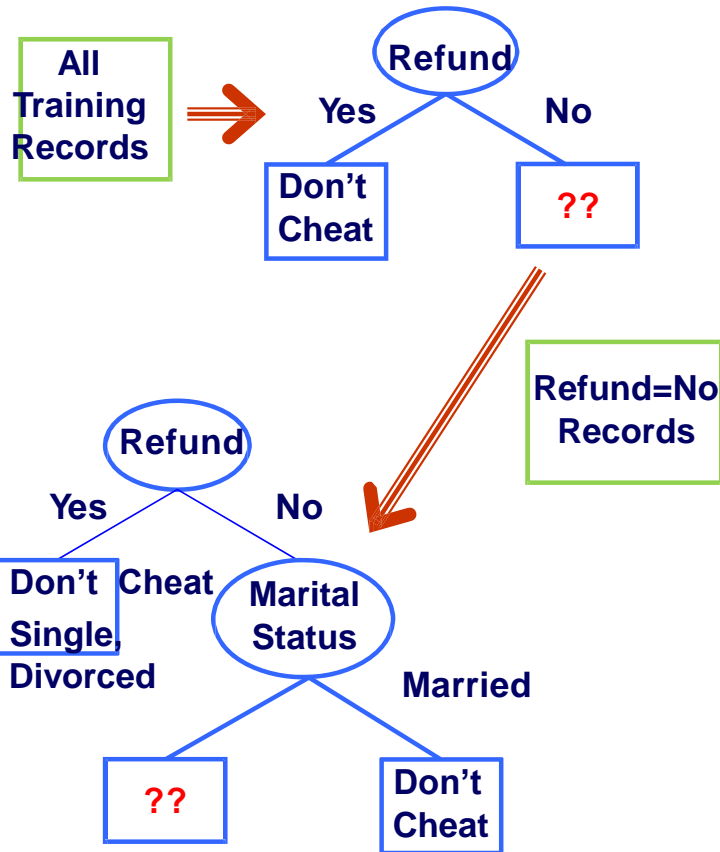 All
Training
Records
Refund
Yes
No
Don't
Cheat
??
Refund=No
Records
Refund
Yes
No
Don't Cheat
Single,
Divorced
Marital
Status
Married
??
Don't
Cheat